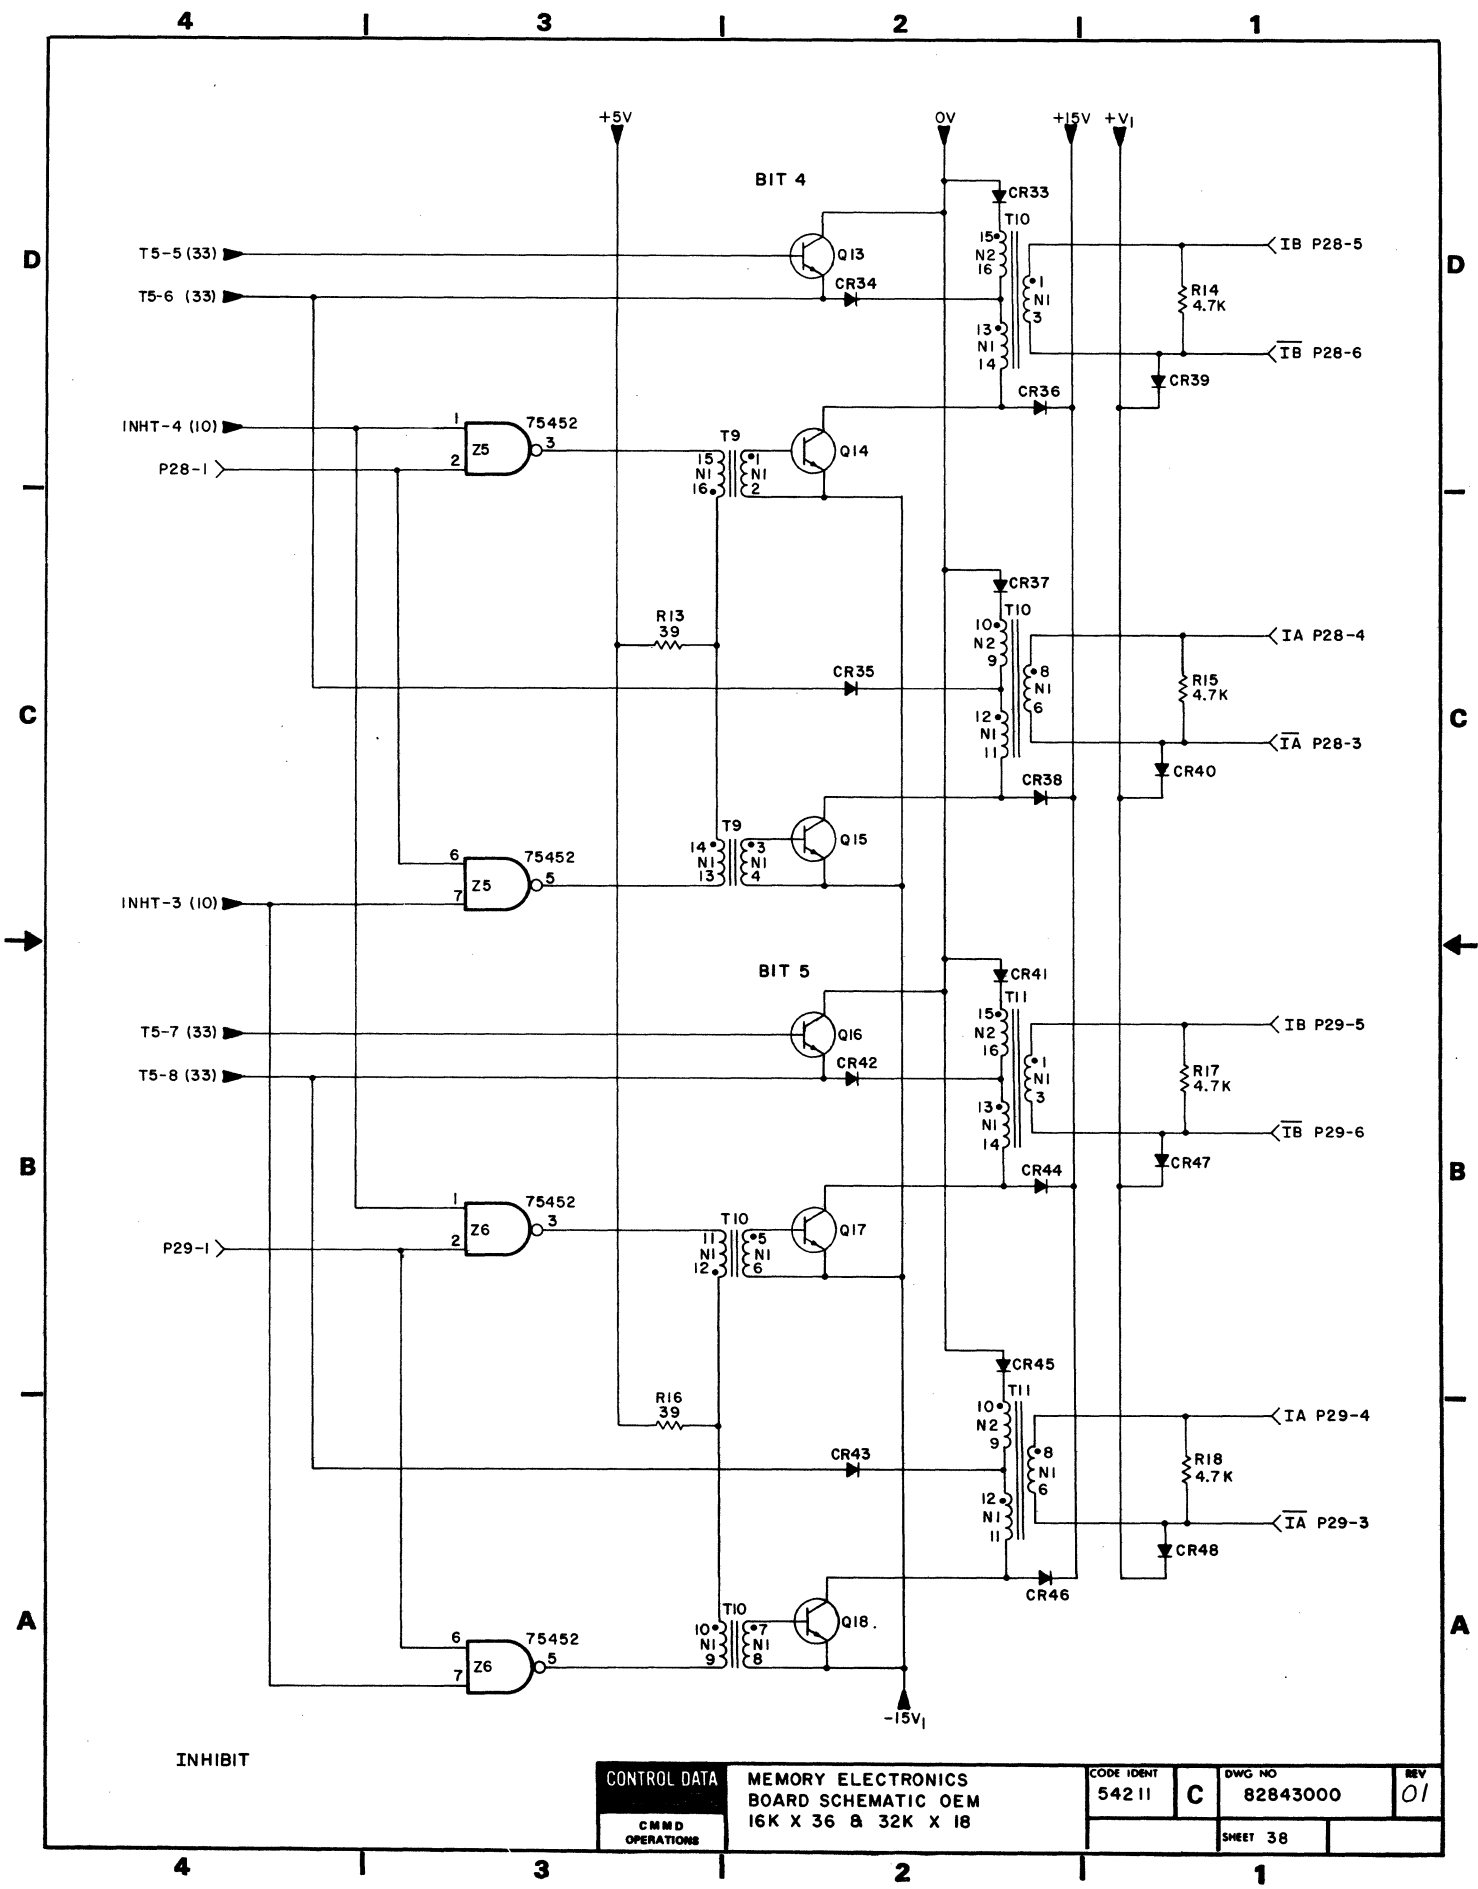 4 3 2 1
+5V 0V +15V +V1
BIT 4
CR33
T10
15
N2
16
IB P28-5
T5-5 (33)
Q13
D
D
1
N1
3
R14
4.7K
T5-6 (33)
CR34
13
N1
14
IB P28-6
CR39
CR36
INHT-4 (10)
1
75452
3
Z5
P28-1
2
T9
15
N1
16
1
N1
2
Q14
CR37
T10
10
N2
9
R13
39
IA P28-4
8
N1
6
R15
4.7K
CR35
C
C
12
N1
11
IA P28-3
CR40
CR38
T9
14
N1
13
3
N1
4
Q15
6
75452
5
Z5
7
INHT-3 (10)
BIT 5
CR41
T11
15
N2
16
IB P29-5
T5-7 (33)
Q16
1
N1
3
R17
4.7K
T5-8 (33)
CR42
13
N1
14
IB P29-6
CR47
B
B
CR44
1
75452
3
Z6
P29-1
2
T10
11
N1
12
5
N1
6
Q17
CR45
T11
10
N2
9
R16
39
IA P29-4
8
N1
6
R18
4.7K
CR43
12
N1
11
IA P29-3
CR48
CR46
A
A
T10
10
N1
9
7
N1
8
Q18.
6
75452
5
Z6
7
-15V1
INHIBIT
CONTROL DATA
CMMD
OPERATIONS
MEMORY ELECTRONICS
BOARD SCHEMATIC OEM
16K X 36 & 32K X 18
CODE IDENT
54211
C
DWG NO
82843000
REV
01
SHEET 38
4 3 2 1